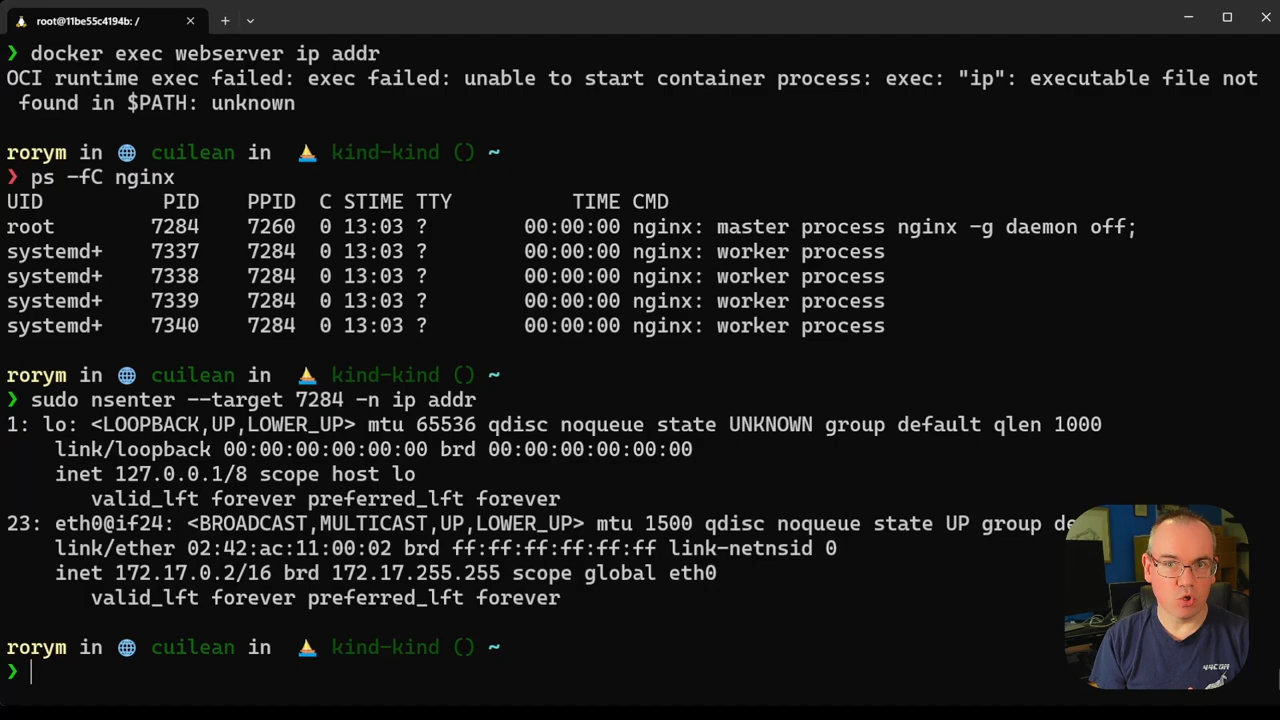 root@11be55c4194b: /
❯ docker exec webserver ip addr
OCI runtime exec failed: exec failed: unable to start container process: exec: "ip": executable file not
found in $PATH: unknown
rorym in 🌐 cuilean in ⛵ kind-kind () ~
❯ ps -fC nginx
UID PID PPID C STIME TTY TIME CMD
root 7284 7260 0 13:03 ? 00:00:00 nginx: master process nginx -g daemon off;
systemd+ 7337 7284 0 13:03 ? 00:00:00 nginx: worker process
systemd+ 7338 7284 0 13:03 ? 00:00:00 nginx: worker process
systemd+ 7339 7284 0 13:03 ? 00:00:00 nginx: worker process
systemd+ 7340 7284 0 13:03 ? 00:00:00 nginx: worker process
rorym in 🌐 cuilean in ⛵ kind-kind () ~
❯ sudo nsenter --target 7284 -n ip addr
1: lo: <LOOPBACK,UP,LOWER_UP> mtu 65536 qdisc noqueue state UNKNOWN group default qlen 1000
link/loopback 00:00:00:00:00:00 brd 00:00:00:00:00:00
inet 127.0.0.1/8 scope host lo
valid_lft forever preferred_lft forever
23: eth0@if24: <BROADCAST,MULTICAST,UP,LOWER_UP> mtu 1500 qdisc noqueue state UP group de
link/ether 02:42:ac:11:00:02 brd ff:ff:ff:ff:ff:ff link-netnsid 0
inet 172.17.0.2/16 brd 172.17.255.255 scope global eth0
valid_lft forever preferred_lft forever
rorym in 🌐 cuilean in ⛵ kind-kind () ~
❯
44CON